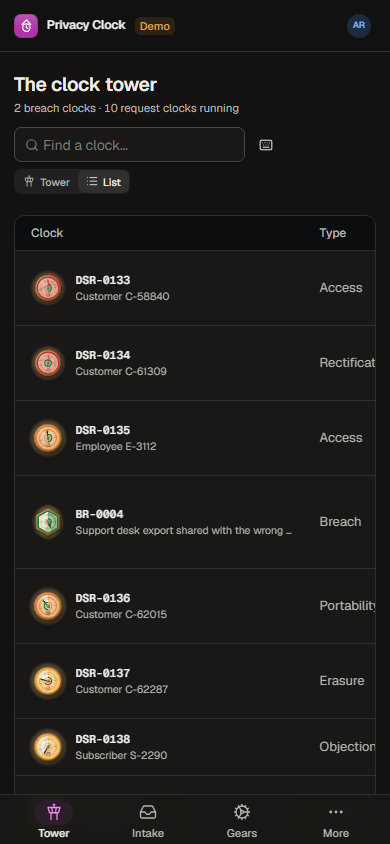 Privacy Clock Demo AR
The clock tower
2 breach clocks · 10 request clocks running
Find a clock...
Tower List
Clock Type
DSR-0133
Customer C-58840
Access
DSR-0134
Customer C-61309
Rectificat
DSR-0135
Employee E-3112
Access
BR-0004
Support desk export shared with the wrong ...
Breach
DSR-0136
Customer C-62015
Portability
DSR-0137
Customer C-62287
Erasure
DSR-0138
Subscriber S-2290
Objection
Tower Intake Gears More